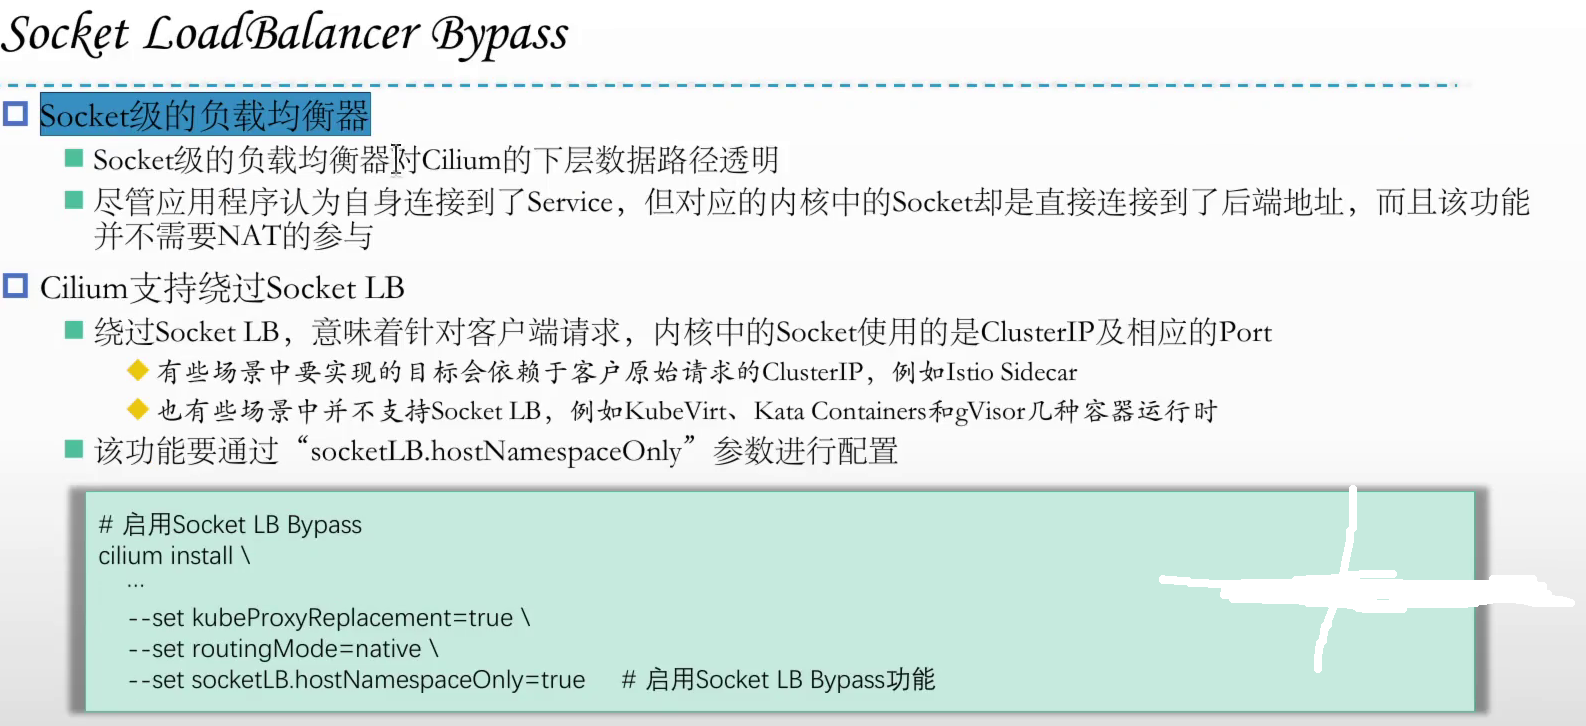 Socket LoadBalancer Bypass
Socket级的负载均衡器
Socket级的负载均衡器对Cilium的下层数据路径透明
尽管应用程序认为自身连接到了Service，但对应的内核中的Socket却是直接连接到了后端地址，而且该功能
并不需要NAT的参与
Cilium支持绕过Socket LB
绕过Socket LB，意味着针对客户端请求，内核中的Socket使用的是ClusterIP及相应的Port
有些场景中要实现的目标会依赖于客户原始请求的ClusterIP，例如Istio Sidecar
也有些场景中并不支持Socket LB，例如KubeVirt、Kata Containers和gVisor几种容器运行时
该功能要通过“socketLB.hostNamespaceOnly”参数进行配置
# 启用Socket LB Bypass
cilium install \
...
--set kubeProxyReplacement=true \
--set routingMode=native \
--set socketLB.hostNamespaceOnly=true # 启用Socket LB Bypass功能